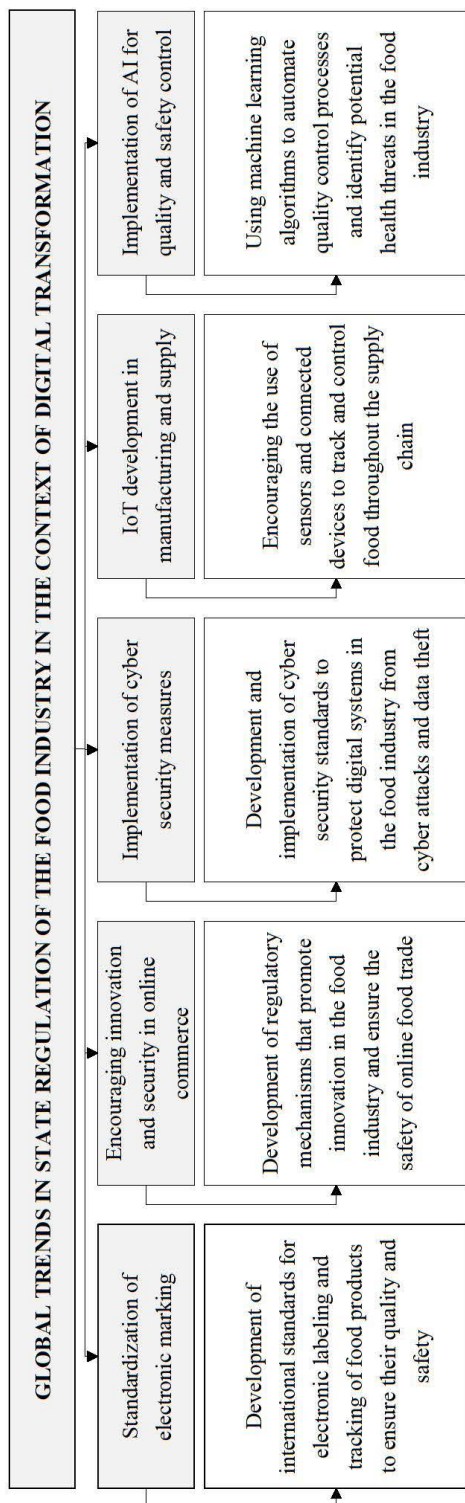 GLOBAL TRENDS IN STATE REGULATION OF THE FOOD INDUSTRY IN THE CONTEXT OF DIGITAL TRANSFORMATION
Standardization of
electronic marking
Development of
international standards for
electronic labeling and
tracking of food products
to ensure their quality and
safety
Encouraging innovation
and security in online
commerce
Development of regulatory
mechanisms that promote
innovation in the food
industry and ensure the
safety of online food trade
Implementation of cyber
security measures
Development and
implementation of cyber
security standards to
protect digital systems in
the food industry from
cyber attacks and data theft
IoT development in
manufacturing and supply
Encouraging the use of
sensors and connected
devices to track and control
food throughout the supply
chain
Implementation of AI for
quality and safety control
Using machine learning
algorithms to automate
quality control processes
and identify potential
health threats in the food
industry